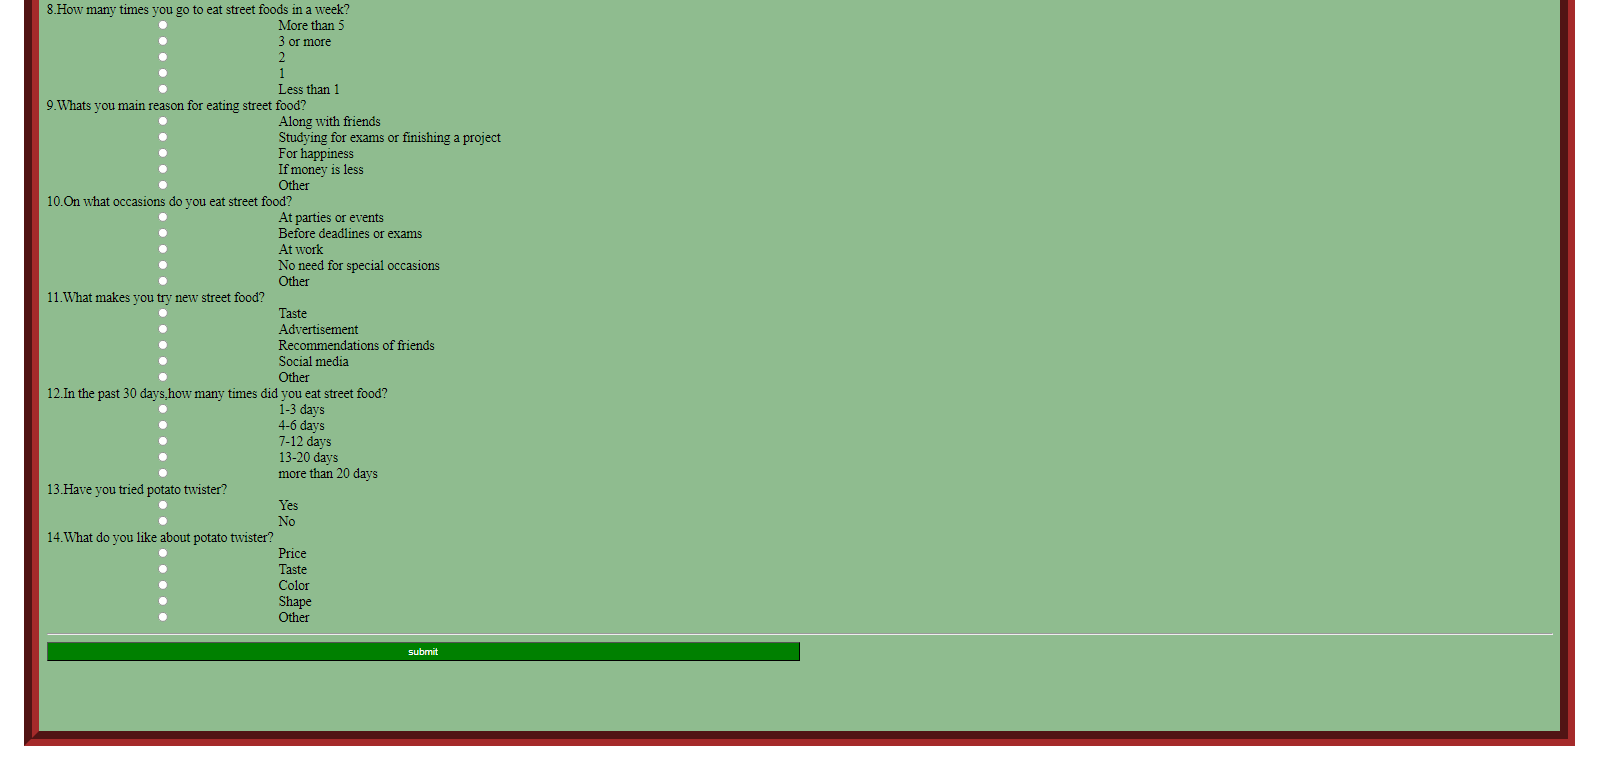 8.How many times you go to eat street foods in a week?
More than 5
3 or more
2
1
Less than 1
9.Whats you main reason for eating street food?
Along with friends
Studying for exams or finishing a project
For happiness
If money is less
Other
10.On what occasions do you eat street food?
At parties or events
Before deadlines or exams
At work
No need for special occasions
Other
11.What makes you try new street food?
Taste
Advertisement
Recommendations of friends
Social media
Other
12.In the past 30 days,how many times did you eat street food?
1-3 days
4-6 days
7-12 days
13-20 days
more than 20 days
13.Have you tried potato twister?
Yes
No
14.What do you like about potato twister?
Price
Taste
Color
Shape
Other
submit